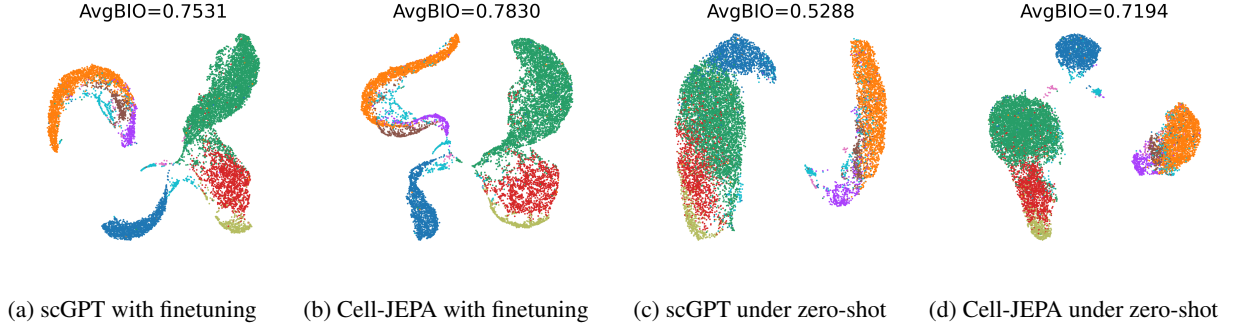 AvgBIO=0.7531
AvgBIO=0.7830
AvgBIO=0.5288
AvgBIO=0.7194
(a) scGPT with finetuning
(b) Cell-JEPA with finetuning
(c) scGPT under zero-shot
(d) Cell-JEPA under zero-shot